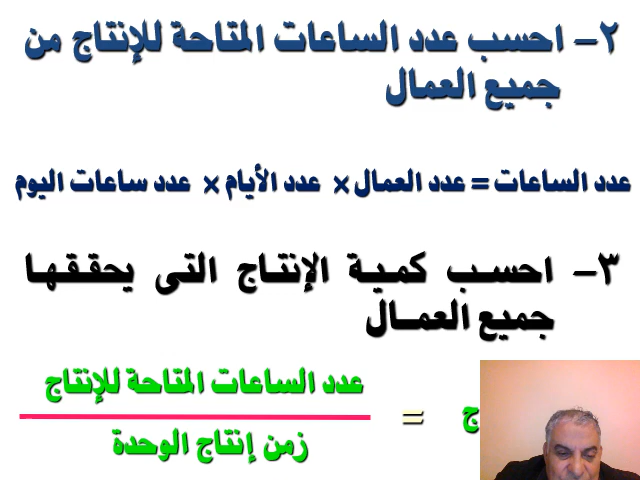 ٢- احسب عدد الساعات المتاحة للإنتاج من
جميع العمال
عدد الساعات = عدد العمال × عدد الأيام × عدد ساعات اليوم
٣- احسب كمية الإنتاج التى يحققها
جميع العمال
عدد الساعات المتاحة للإنتاج
=
زمن إنتاج الوحدة